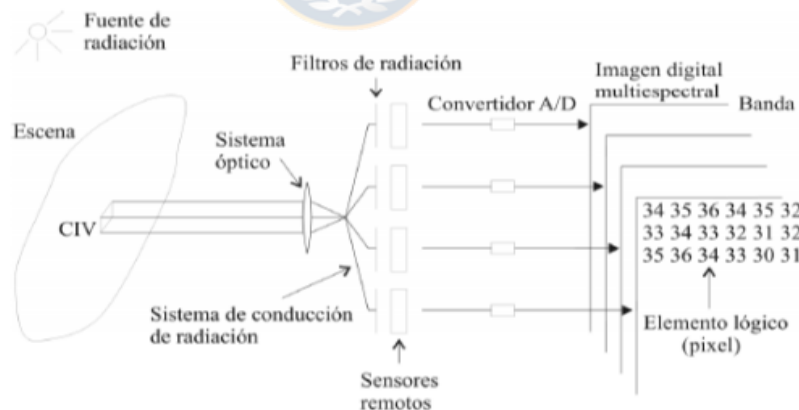 Fuente de
radiación
Filtros de radiación
Imagen digital
multiespectral
Convertidor A/D
Banda
Escena
Sistema
óptico
CIV
34 35 36 34 35 32
33 34 33 32 31 32
35 36 34 33 30 31
Sistema de conducción
de radiación
Elemento lógico
(pixel)
Sensores
remotos